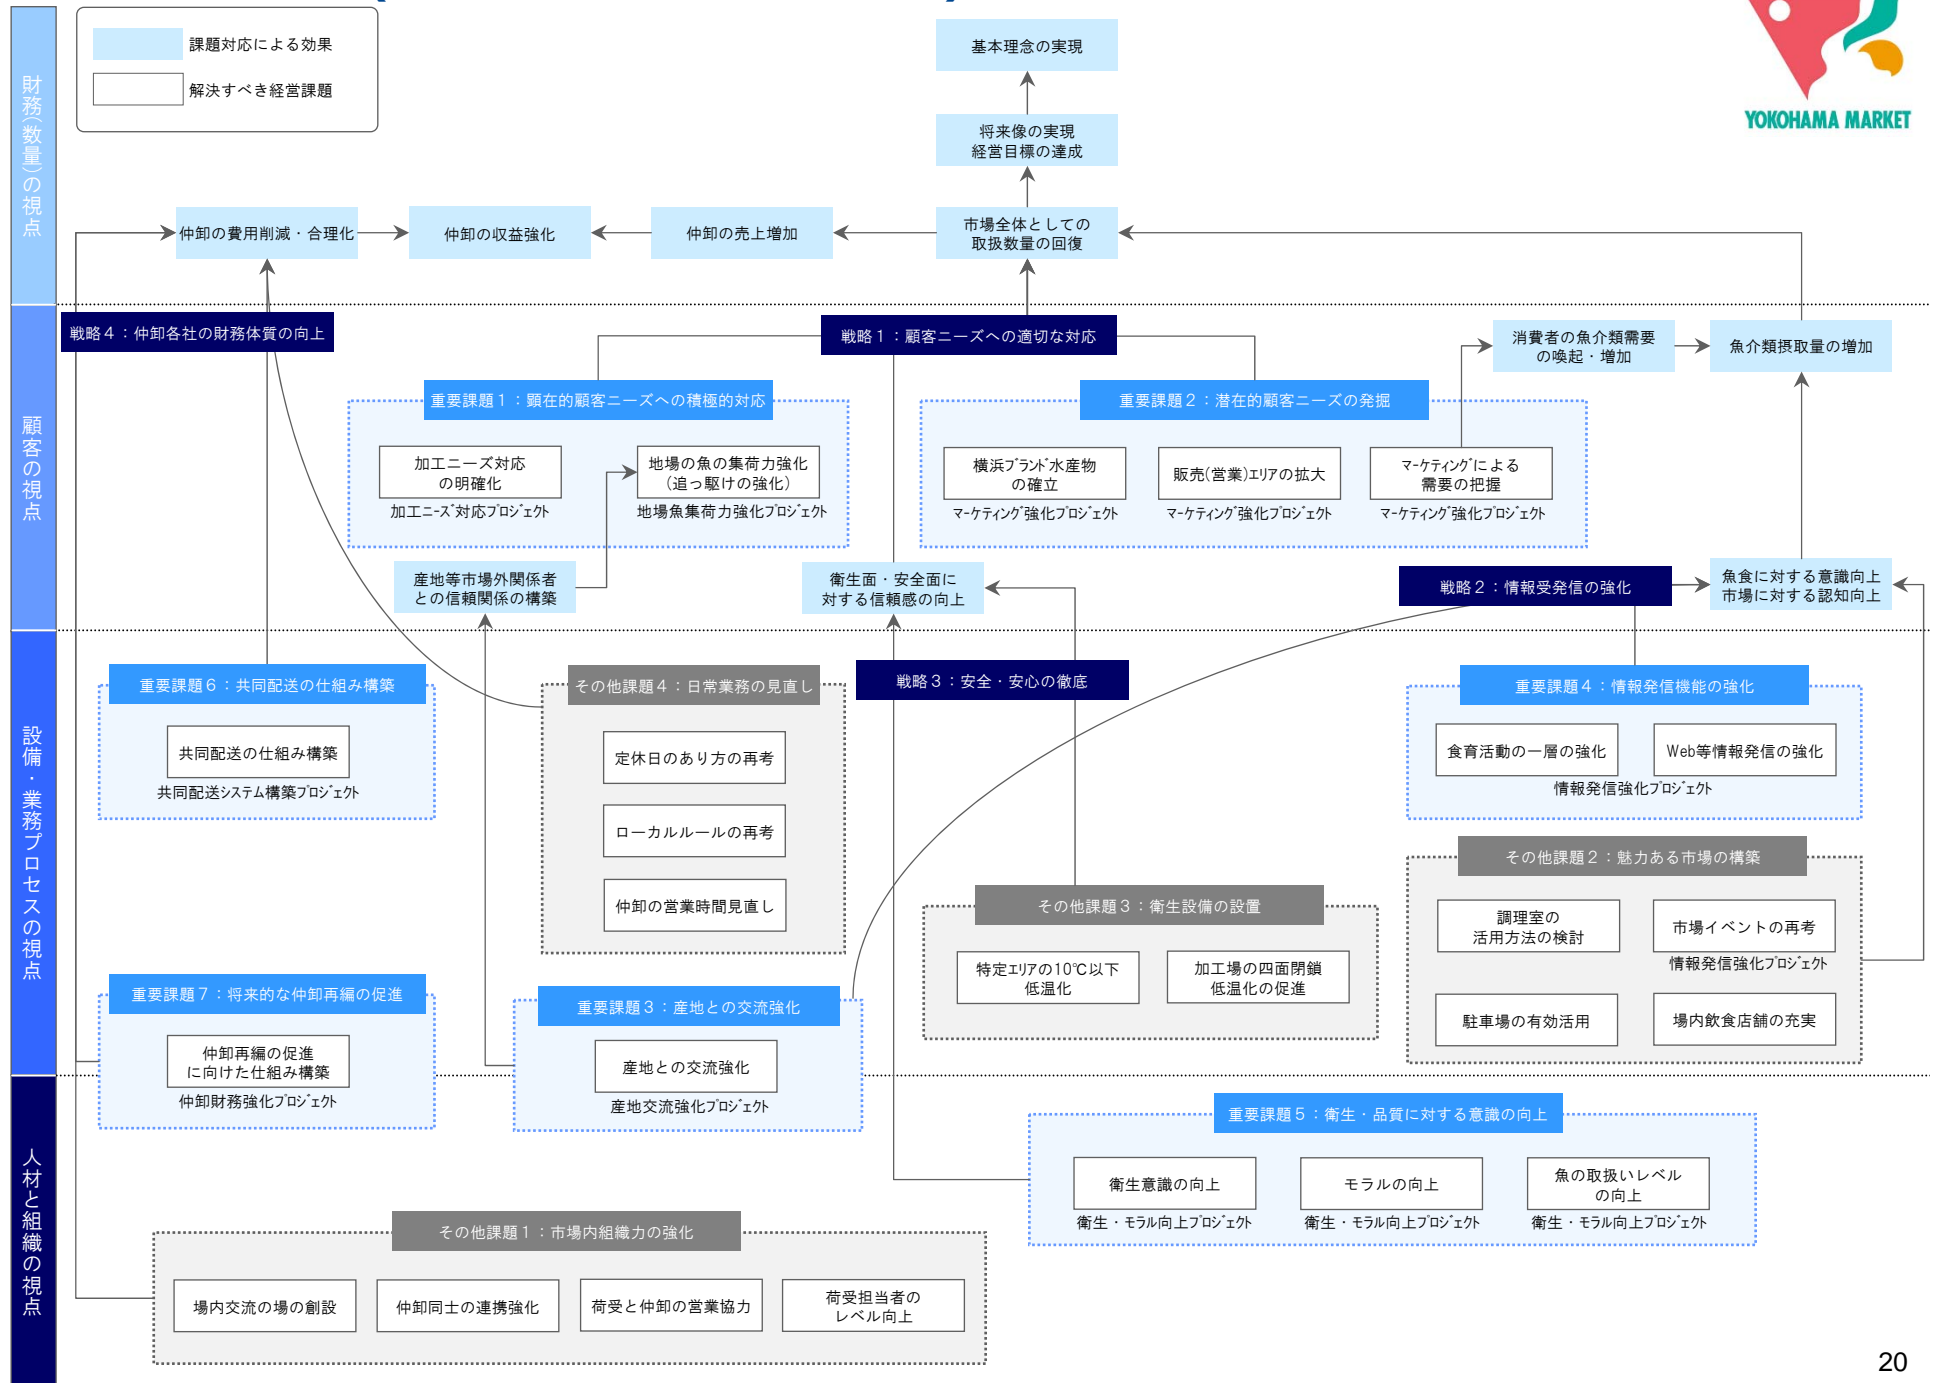 課題対応による効果
解決すべき経営課題
YOKOHAMA MARKET
財務(数量)の視点
基本理念の実現
将来像の実現
経営目標の達成
仲卸の費用削減・合理化
仲卸の収益強化
仲卸の売上増加
市場全体としての
取扱数量の回復
顧客の視点
戦略4:仲卸各社の財務体質の向上
戦略1:顧客ニーズへの適切な対応
消費者の魚介類需要
の喚起・増加
魚介類摂取量の増加
重要課題1:顕在的顧客ニーズへの積極的対応
加工ニーズ対応
の明確化
加工ニーズ対応プロジェクト
地場の魚の集荷力強化
(追っ駆けの強化)
地場魚集荷力強化プロジェクト
重要課題2:潜在的顧客ニーズの発掘
横浜ブランド水産物
の確立
マーケティング強化プロジェクト
販売(営業)エリアの拡大
マーケティング強化プロジェクト
マーケティングによる
需要の把握
マーケティング強化プロジェクト
産地等市場外関係者
との信頼関係の構築
衛生面・安全面に
対する信頼感の向上
戦略2:情報受発信の強化
魚食に対する意識向上
市場に対する認知向上
設備・業務プロセスの視点
重要課題6:共同配送の仕組み構築
共同配送の仕組み構築
共同配送システム構築プロジェクト
その他課題4:日常業務の見直し
定休日のあり方の再考
ローカルルールの再考
仲卸の営業時間見直し
戦略3:安全・安心の徹底
重要課題4:情報発信機能の強化
食育活動の一層の強化
Web等情報発信の強化
情報発信強化プロジェクト
その他課題3:衛生設備の設置
特定エリアの10℃以下
低温化
加工場の四面閉鎖
低温化の促進
その他課題2:魅力ある市場の構築
調理室の
活用方法の検討
市場イベントの再考
情報発信強化プロジェクト
駐車場の有効活用
場内飲食店舗の充実
重要課題7:将来的な仲卸再編の促進
仲卸再編の促進
に向けた仕組み構築
仲卸財務強化プロジェクト
重要課題3:産地との交流強化
産地との交流強化
産地交流強化プロジェクト
人材と組織の視点
重要課題5:衛生・品質に対する意識の向上
衛生意識の向上
衛生・モラル向上プロジェクト
モラルの向上
衛生・モラル向上プロジェクト
魚の取扱いレベル
の向上
衛生・モラル向上プロジェクト
その他課題1:市場内組織力の強化
場内交流の場の創設
仲卸同士の連携強化
荷受と仲卸の営業協力
荷受担当者の
レベル向上
20